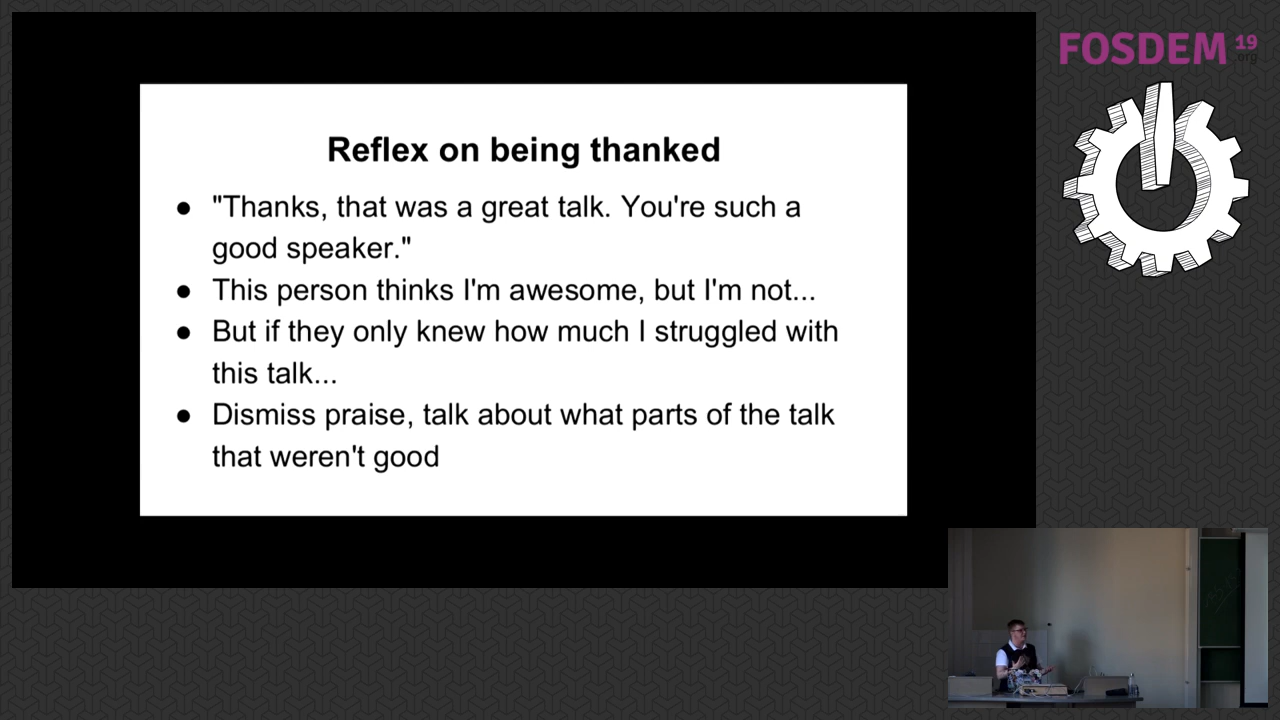 FOSDEM 19
.org
Reflex on being thanked
● "Thanks, that was a great talk. You're such a
good speaker."
● This person thinks I'm awesome, but I'm not...
● But if they only knew how much I struggled with
this talk...
● Dismiss praise, talk about what parts of the talk
that weren't good